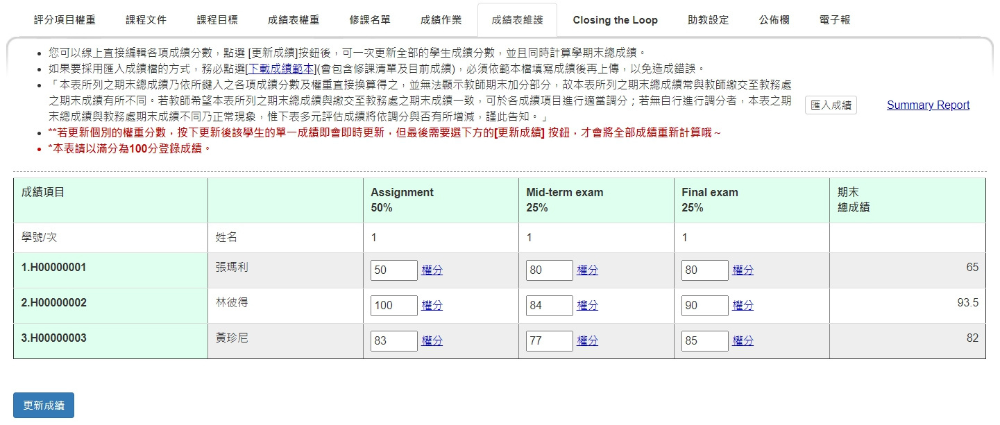 評分項目權重 課程文件 課程目標 成績表權重 修課名單 成績作業 成績表維護 Closing the Loop 助教設定 公佈欄 電子報
您可以線上直接編輯各項成績分數，點選 [更新成績]按鈕後，可一次更新全部的學生成績分數，並且同時計算學期末總成績。
如果要採用匯入成績檔的方式，務必點選[下載成績範本](會包含修課清單及目前成績)，必須依範本檔填寫成績後再上傳，以免造成錯誤。
「本表所列之期末總成績乃依所鍵入之各項成績分數及權重直接換算得之，並無法顯示教師期末加分部分，故本表所列之期末總成績常與教師繳交至教務處
之期末成績有所不同。若教師希望本表所列之期末總成績與繳交至教務處之期末成績一致，可於各成績項目進行適當調分；若無自行進行調分者，本表之期
末總成績與教務處期末成績不同乃正常現象，惟下表多元評估成績將依調分與否有所增減，謹此告知。」
匯入成績 Summary Report
**若更新個別的權重分數，按下更新後該學生的單一成績即會即時更新，但最後需要選下方的[更新成績] 按鈕，才會將全部成績重新計算哦～
*本表請以滿分為100分登錄成績。
成績項目 Assignment Mid-term exam Final exam 期末
50% 25% 25% 總成績
學號/次 姓名 1 1 1
1.H00000001 張瑪利 50 權分 80 權分 80 權分 65
2.H00000002 林彼得 100 權分 84 權分 90 權分 93.5
3.H00000003 黃珍尼 83 權分 77 權分 85 權分 82
更新成績